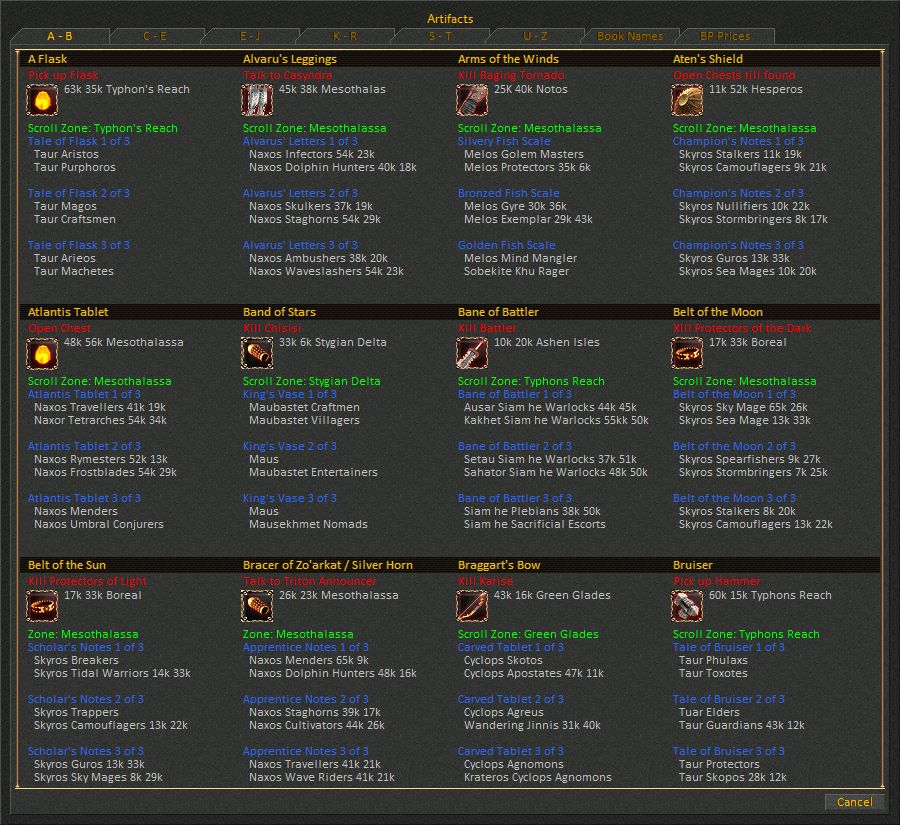 Artifacts
A - B
C - E
E - J
K - R
S - T
U - Z
Book Names
BP Prices
A Flask
Pick up Flask
63k 35k Typhon's Reach
Scroll Zone: Typhon's Reach
Tale of Flask 1 of 3
Taur Aristos
Taur Purphoros
Tale of Flask 2 of 3
Taur Magos
Taur Craftsmen
Tale of Flask 3 of 3
Taur Arieos
Taur Machetes
Alvaru's Leggings
Talk to Casyndra
45k 38k Mesothalas
Scroll Zone: Mesothalassa
Alvarus' Letters 1 of 3
Naxos Infectors 54k 23k
Naxos Dolphin Hunters 40k 18k
Alvarus' Letters 2 of 3
Naxos Skulkers 37k 19k
Naxos Staghorns 54k 29k
Alvarus' Letters 3 of 3
Naxos Ambushers 38k 20k
Naxos Waveslashers 54k 23k
Arms of the Winds
Kill Raging Tornado
25K 40k Notos
Scroll Zone: Mesothalassa
Silvery Fish Scale
Melos Golem Masters
Melos Protectors 35k 6k
Bronzed Fish Scale
Melos Gyre 30k 36k
Melos Exemplar 29k 43k
Golden Fish Scale
Melos Mind Mangler
Sobekite Khu Rager
Aten's Shield
Open Chests till found
11k 52k Hesperos
Scroll Zone: Mesothalassa
Champion's Notes 1 of 3
Skyros Stalkers 11k 19k
Skyros Camouflagers 9k 21k
Champion's Notes 2 of 3
Skyros Nullifiers 10k 22k
Skyros Stormbringers 8k 17k
Champion's Notes 3 of 3
Skyros Guros 13k 33k
Skyros Sea Mages 10k 20k
Atlantis Tablet
Open Chest
48k 56k Mesothalassa
Scroll Zone: Mesothalassa
Atlantis Tablet 1 of 3
Naxos Travellers 41k 19k
Naxor Tetrarches 54k 34k
Atlantis Tablet 2 of 3
Naxos Rymesters 52k 13k
Naxos Frostblades 54k 29k
Atlantis Tablet 3 of 3
Naxos Menders
Naxos Umbral Conjurers
Band of Stars
Kill Chisisi
33k 6k Stygian Delta
Scroll Zone: Stygian Delta
King's Vase 1 of 3
Maubastet Craftmen
Maubastet Villagers
King's Vase 2 of 3
Maus
Maubastet Entertainers
King's Vase 3 of 3
Maus
Mausekhmet Nomads
Bane of Battler
Kill Battler
10k 20k Ashen Isles
Scroll Zone: Typhons Reach
Bane of Battler 1 of 3
Ausar Siam he Warlocks 44k 45k
Kakhet Siam he Warlocks 55kk 50k
Bane of Battler 2 of 3
Setau Siam he Warlocks 37k 51k
Sahator Siam he Warlocks 48k 50k
Bane of Battler 3 of 3
Siam he Plebians 38k 50k
Siam he Sacrificial Escorts
Belt of the Moon
Kill Protectors of the Dark
17k 33k Boreal
Scroll Zone: Mesothalassa
Belt of the Moon 1 of 3
Skyros Sky Mage 65k 26k
Skyros Sea Mage 13k 33k
Belt of the Moon 2 of 3
Skyros Spearfishers 9k 27k
Skyros Stormbringers 7k 25k
Belt of the Moon 3 of 3
Skyros Stalkers 8k 20k
Skyros Camouflagers 13k 22k
Belt of the Sun
Kill Protectors of Light
17k 33k Boreal
Zone: Mesothalassa
Scholar's Notes 1 of 3
Skyros Breakers
Skyros Tidal Warriors 14k 33k
Scholar's Notes 2 of 3
Skyros Trappers
Skyros Camouflagers 13k 22k
Scholar's Notes 3 of 3
Skyros Guros 13k 33k
Skyros Sky Mages 8k 29k
Bracer of Zo'arkat / Silver Horn
Talk to Triton Announcer
26k 23k Mesothalassa
Zone: Mesothalassa
Apprentice Notes 1 of 3
Naxos Menders 65k 9k
Naxos Dolphin Hunters 48k 16k
Apprentice Notes 2 of 3
Naxos Staghorns 39k 17k
Naxos Cultivators 44k 26k
Apprentice Notes 3 of 3
Naxos Travellers 41k 21k
Naxos Wave Riders 41k 21k
Braggart's Bow
Kill Karise
43k 16k Green Glades
Scroll Zone: Green Glades
Carved Tablet 1 of 3
Cyclops Skotos
Cyclops Apostates 47k 11k
Carved Tablet 2 of 3
Cyclops Agreus
Wandering Jinnis 31k 40k
Carved Tablet 3 of 3
Cyclops Agnomons
Krateros Cyclops Agnomons
Bruiser
Pick up Hammer
60k 15k Typhons Reach
Scroll Zone: Typhons Reach
Tale of Bruiser 1 of 3
Taur Phulaxs
Taur Toxotes
Tale of Bruiser 2 of 3
Tuar Elders
Taur Guardians 43k 12k
Tale of Bruiser 3 of 3
Taur Protectors
Taur Skopos 28k 12k
Cancel